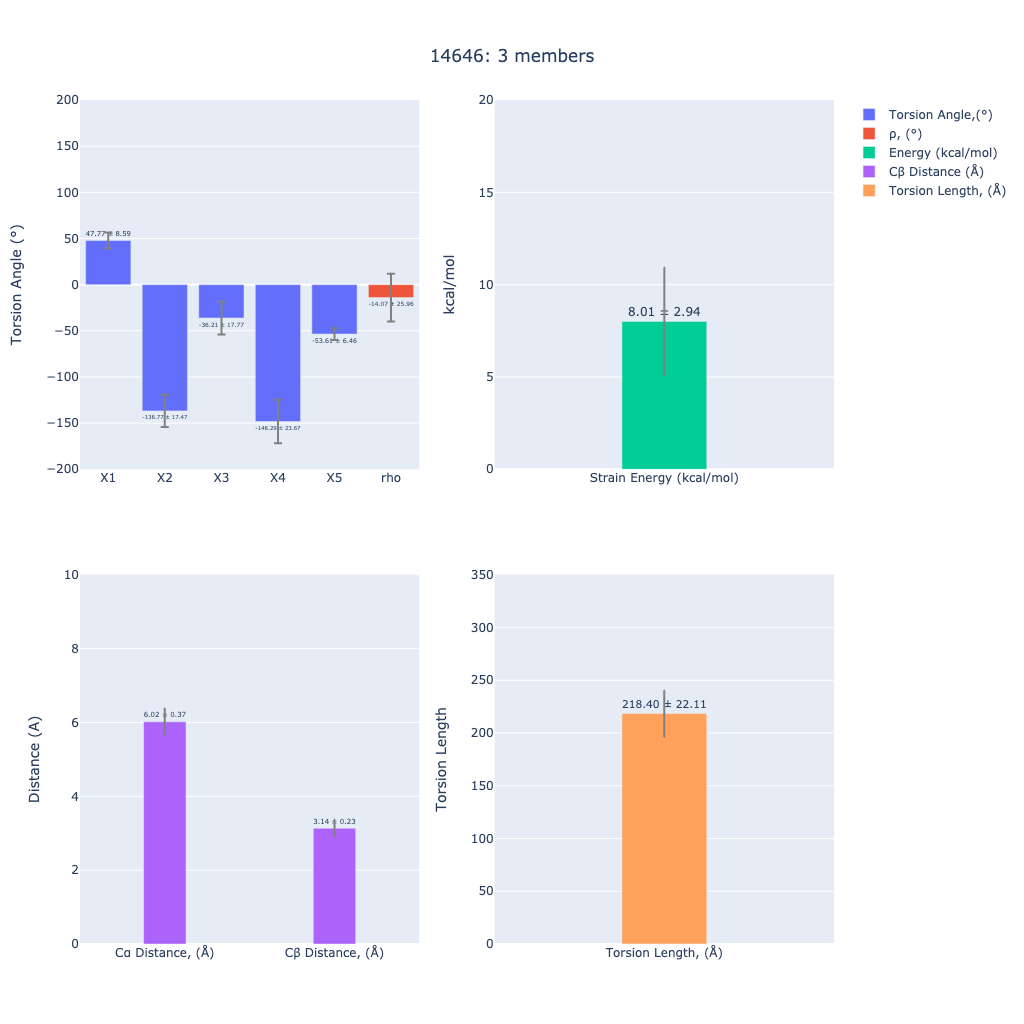 14646: 3 members
200
150
100
50
0
−50
−100
−150
−200
Torsion Angle (°)
47.77 ± 8.59
-136.77 ± 17.47
-36.21 ± 17.77
-148.29 ± 23.67
-53.61 ± 6.46
-14.07 ± 25.96
X1 X2 X3 X4 X5 rho
20
15
10
5
0
kcal/mol
8.01 ± 2.94
Strain Energy (kcal/mol)
Torsion Angle,(°)
ρ, (°)
Energy (kcal/mol)
Cβ Distance (Å)
Torsion Length, (Å)
10
8
6
4
2
0
Distance (A)
6.02 ± 0.37
3.14 ± 0.23
Cα Distance, (Å) Cβ Distance, (Å)
350
300
250
200
150
100
50
0
Torsion Length
218.40 ± 22.11
Torsion Length, (Å)